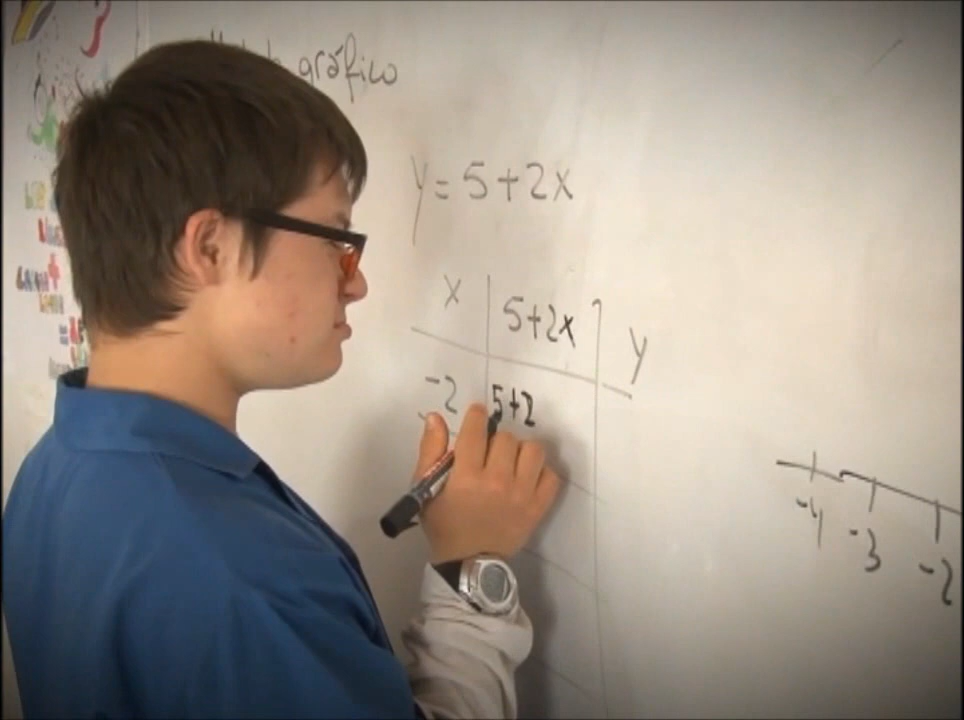 gráfico
y = 5+2x
x 5+2x y
-2 5+2
-4 -3 -2